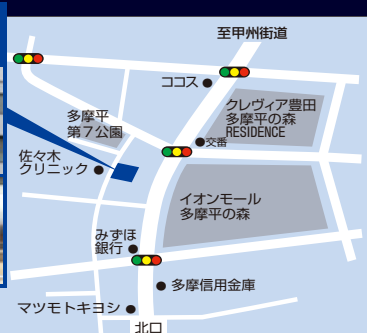 至甲州街道
ココス
クレヴィア豊田
多摩平の森
RESIDENCE
多摩平
第7公園
交番
佐々木
クリニック
イオンモール
多摩平の森
みずほ
銀行
多摩信用金庫
マツモトキヨシ
北口